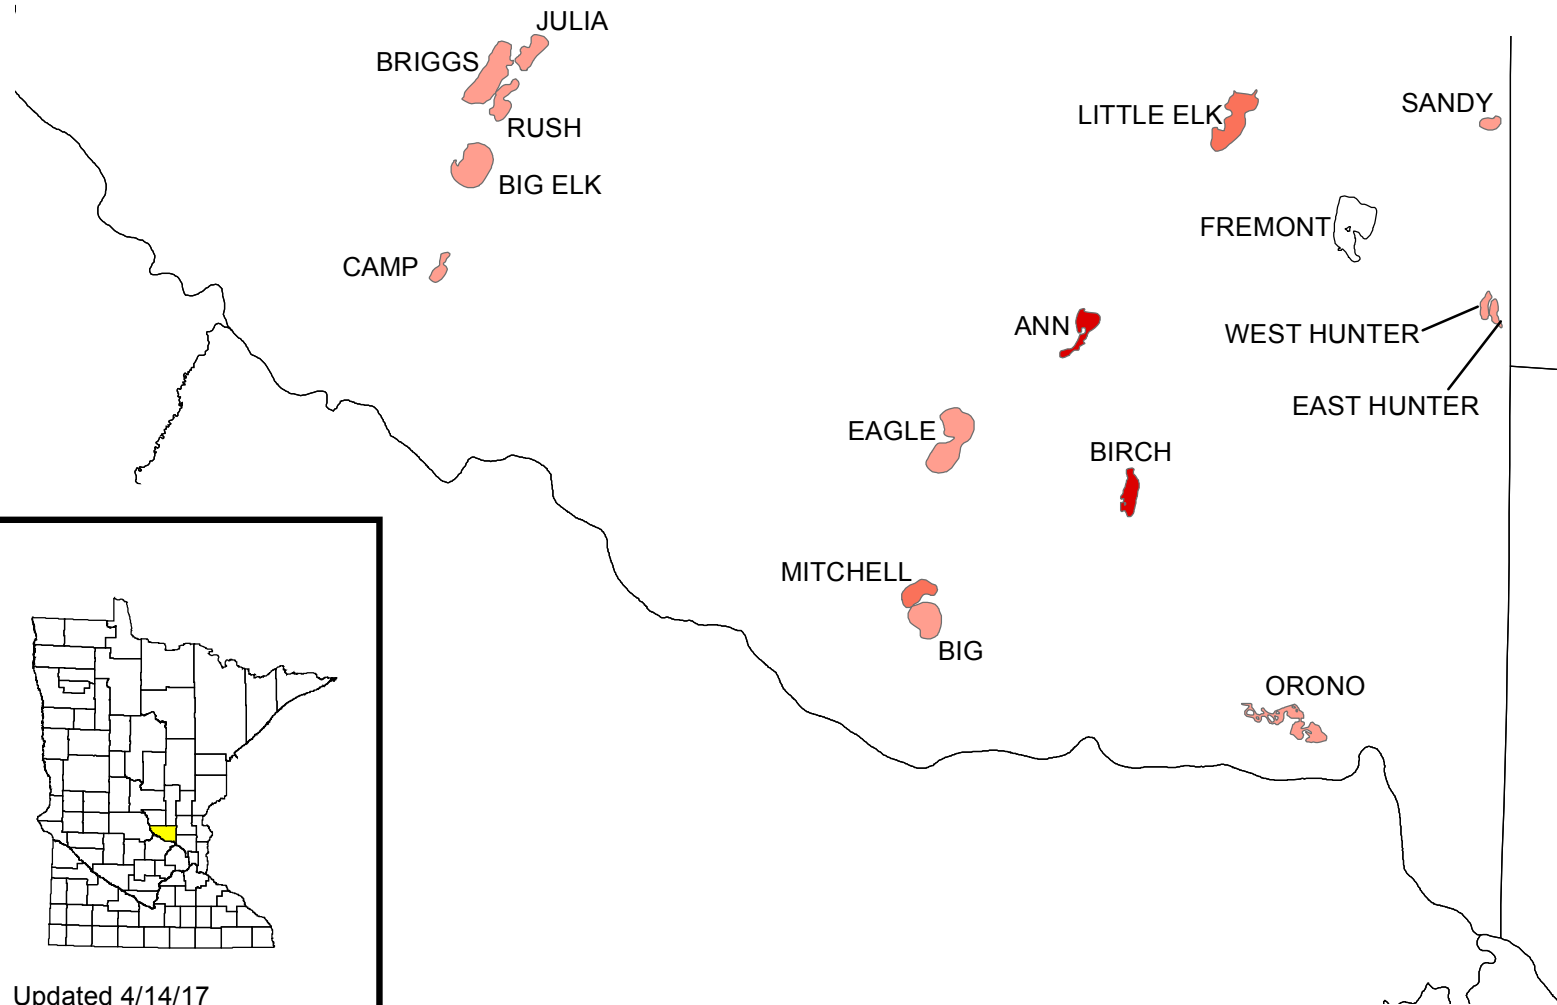 JULIA
BRIGGS
RUSH
BIG ELK
CAMP
LITTLE ELK
SANDY
FREMONT
ANN
WEST HUNTER
EAST HUNTER
EAGLE
BIRCH
MITCHELL
BIG
ORONO
Updated 4/14/17